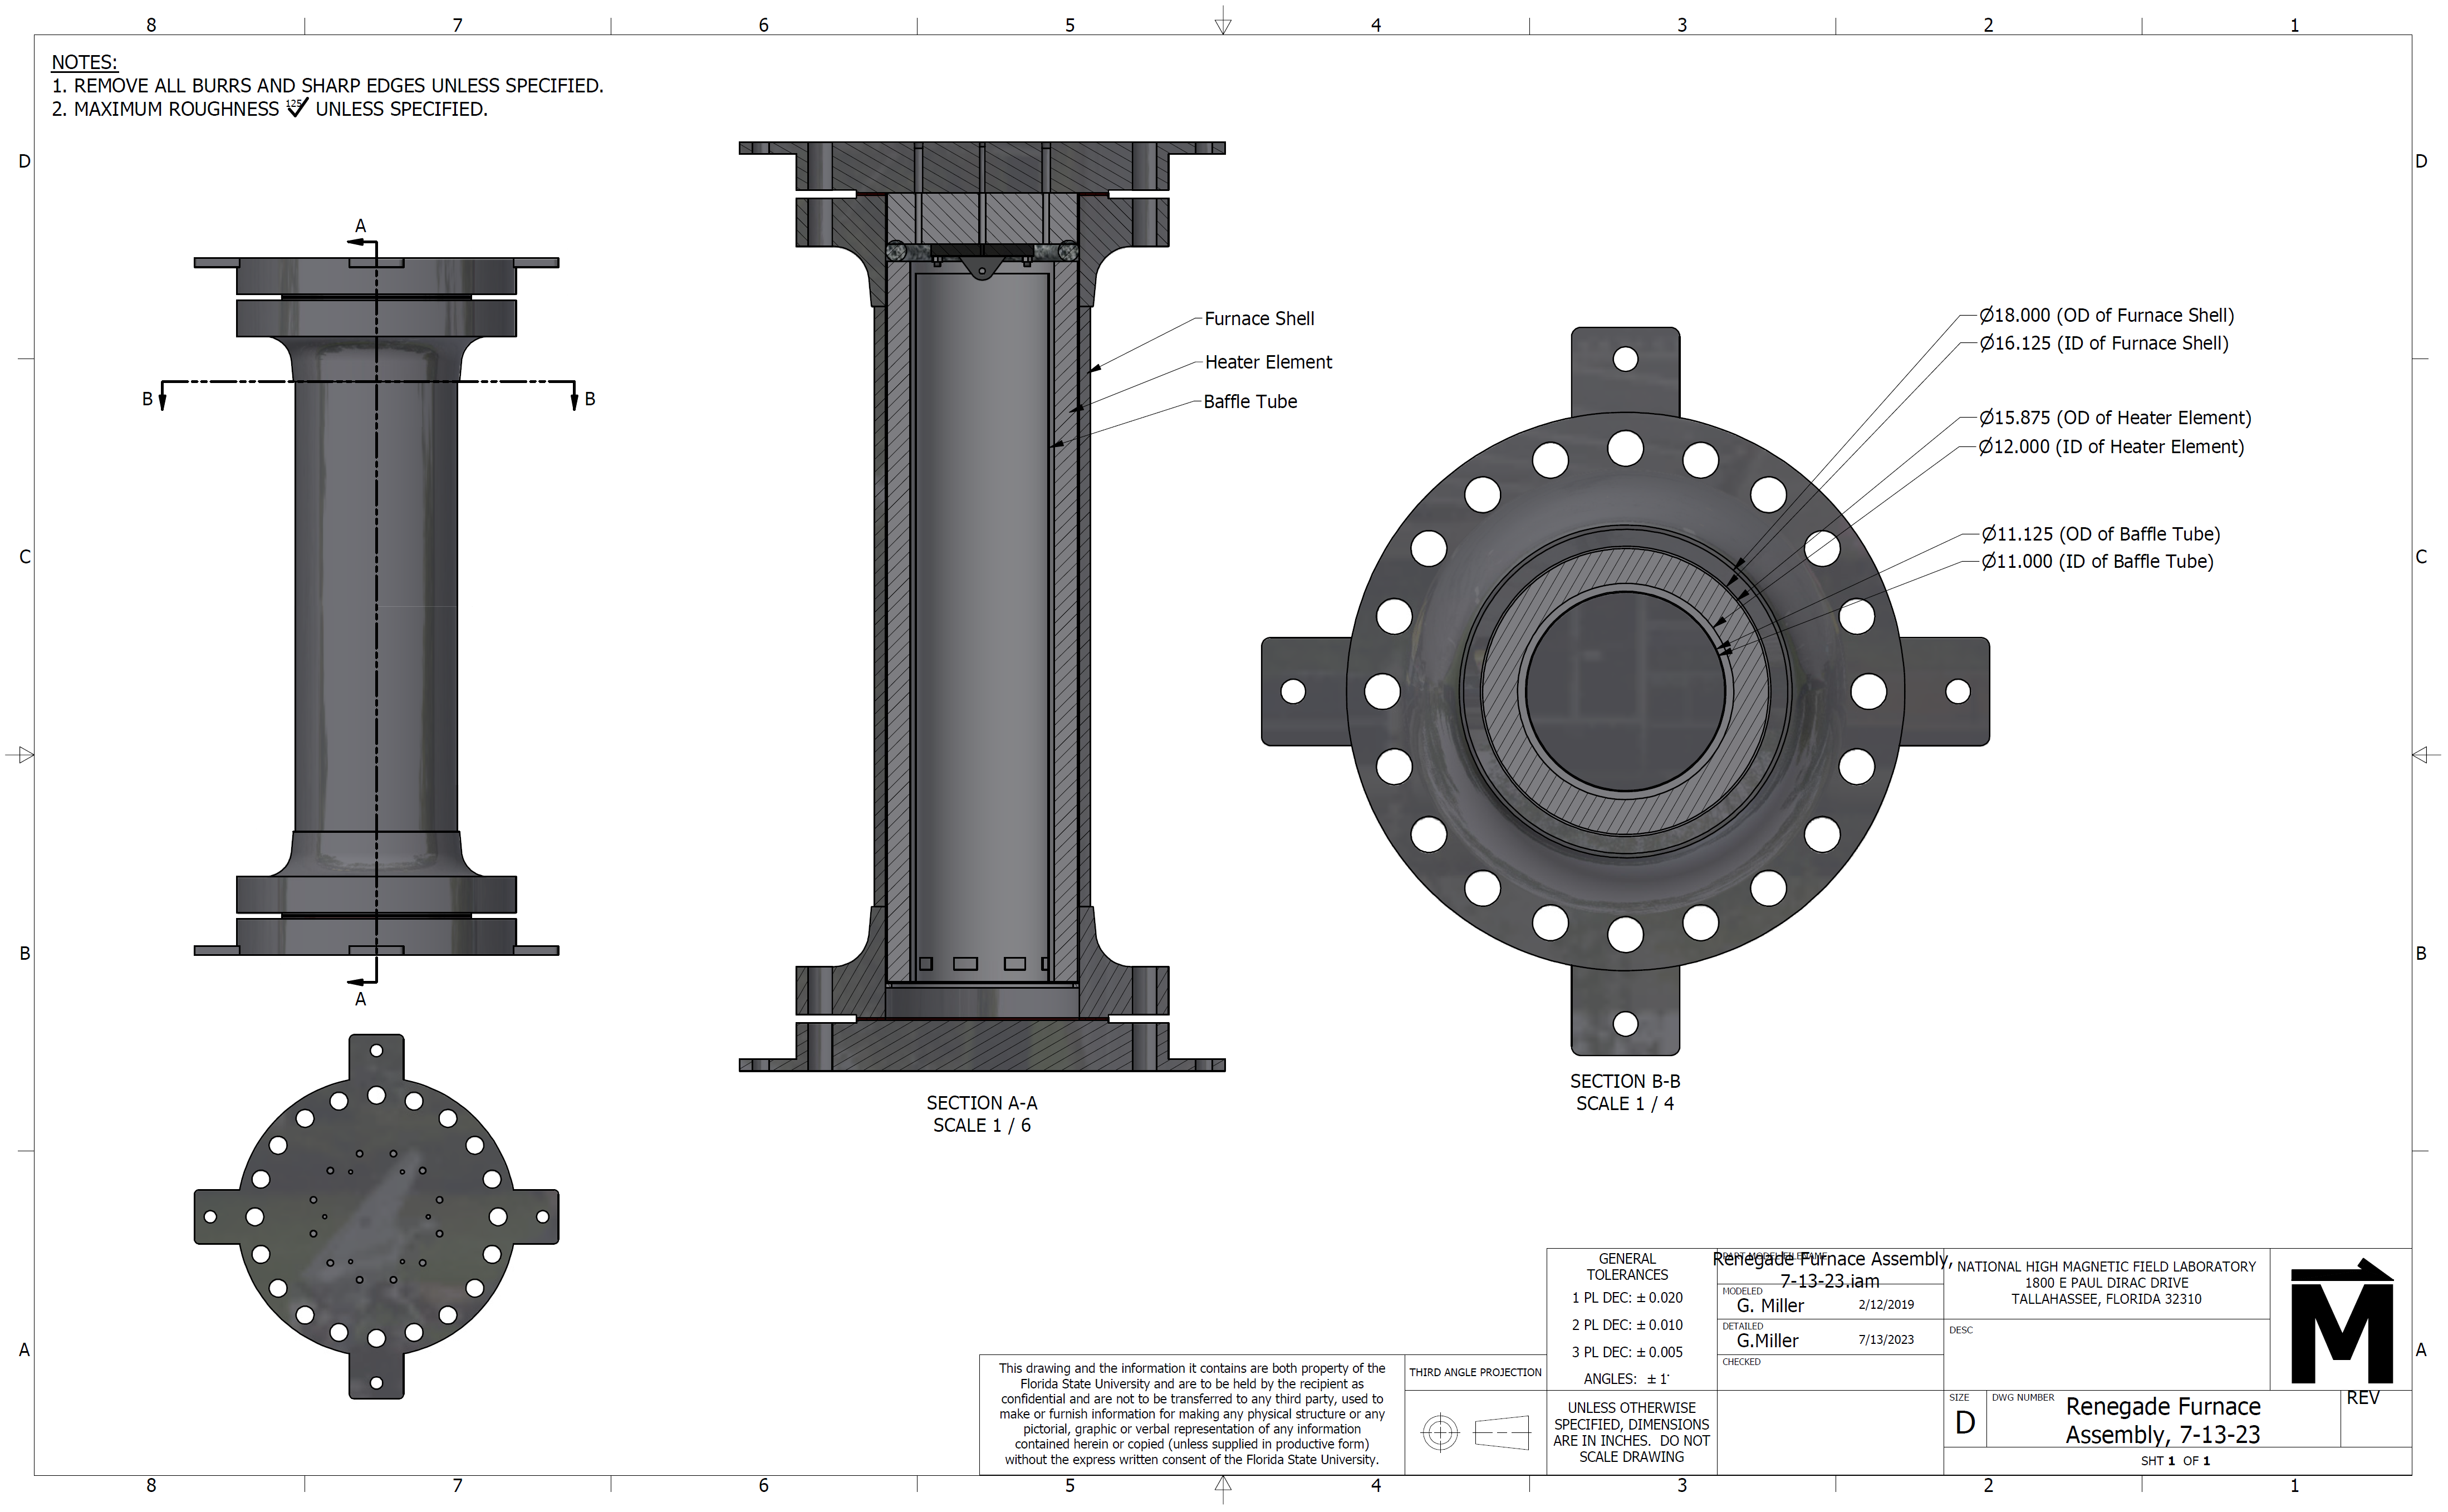 8 7 6 5 4 3 2 1
NOTES:
1. REMOVE ALL BURRS AND SHARP EDGES UNLESS SPECIFIED.
2. MAXIMUM ROUGHNESS 125 UNLESS SPECIFIED.
D D
A
B B
C C
Furnace Shell
Heater Element
Baffle Tube
Ø18.000 (OD of Furnace Shell)
Ø16.125 (ID of Furnace Shell)
Ø15.875 (OD of Heater Element)
Ø12.000 (ID of Heater Element)
Ø11.125 (OD of Baffle Tube)
Ø11.000 (ID of Baffle Tube)
B B
A
SECTION A-A
SCALE 1 / 6
SECTION B-B
SCALE 1 / 4
A A
This drawing and the information it contains are both property of the
Florida State University and are to be held by the recipient as
confidential and are not to be transferred to any third party, used to
make or furnish information for making any physical structure or any
pictorial, graphic or verbal representation of any information
contained herein or copied (unless supplied in productive form)
without the express written consent of the Florida State University.
THIRD ANGLE PROJECTION
GENERAL
TOLERANCES
1 PL DEC: ± 0.020
2 PL DEC: ± 0.010
3 PL DEC: ± 0.005
ANGLES: ± 1°
UNLESS OTHERWISE
SPECIFIED, DIMENSIONS
ARE IN INCHES. DO NOT
SCALE DRAWING
PART MODEL FILENAME
Renegade Furnace Assembly,
7-13-23.iam
MODELED
G. Miller 2/12/2019
DETAILED
G.Miller 7/13/2023
CHECKED
NATIONAL HIGH MAGNETIC FIELD LABORATORY
1800 E PAUL DIRAC DRIVE
TALLAHASSEE, FLORIDA 32310
DESC
M
SIZE
D
DWG NUMBER
Renegade Furnace
Assembly, 7-13-23
REV
SHT 1 OF 1
8 7 6 5 4 3 2 1